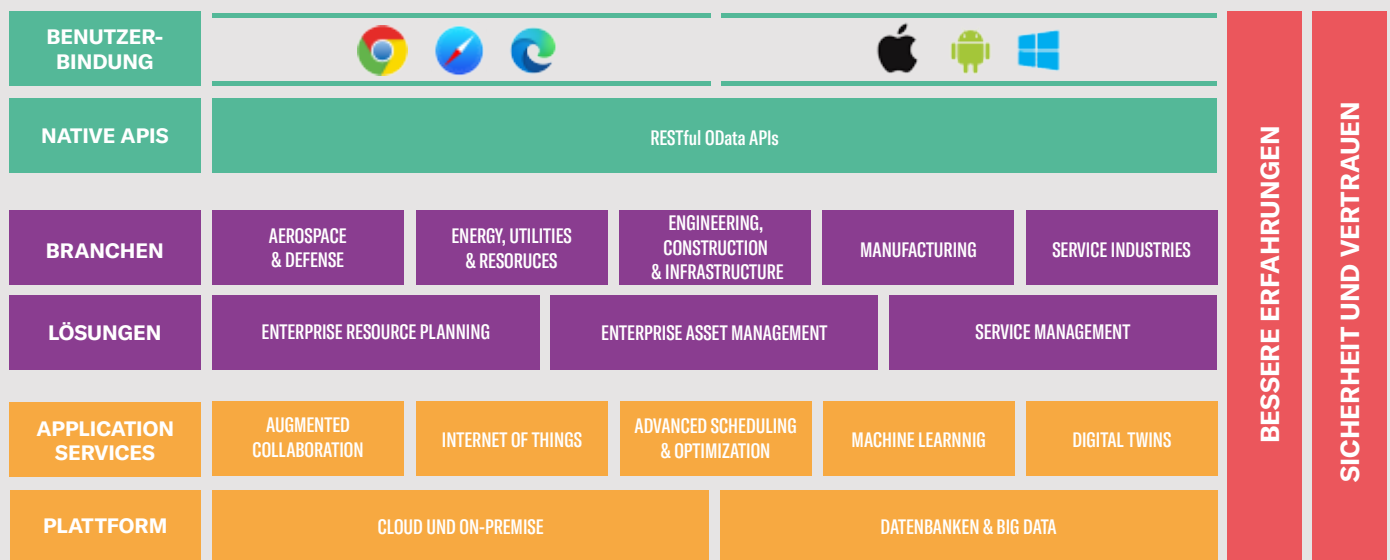 BENUTZER-
BINDUNG
NATIVE APIS
RESTful OData APIs
BRANCHEN
AEROSPACE
& DEFENSE
ENERGY, UTILITIES
& RESORUCES
ENGINEERING,
CONSTRUCTION
& INFRASTRUCTURE
MANUFACTURING
SERVICE INDUSTRIES
LÖSUNGEN
ENTERPRISE RESOURCE PLANNING
ENTERPRISE ASSET MANAGEMENT
SERVICE MANAGEMENT
APPLICATION
SERVICES
AUGMENTED
COLLABORATION
INTERNET OF THINGS
ADVANCED SCHEDULING
& OPTIMIZATION
MACHINE LEARNNIG
DIGITAL TWINS
PLATTFORM
CLOUD UND ON-PREMISE
DATENBANKEN & BIG DATA
BESSERE ERFAHRUNGEN
SICHERHEIT UND VERTRAUEN